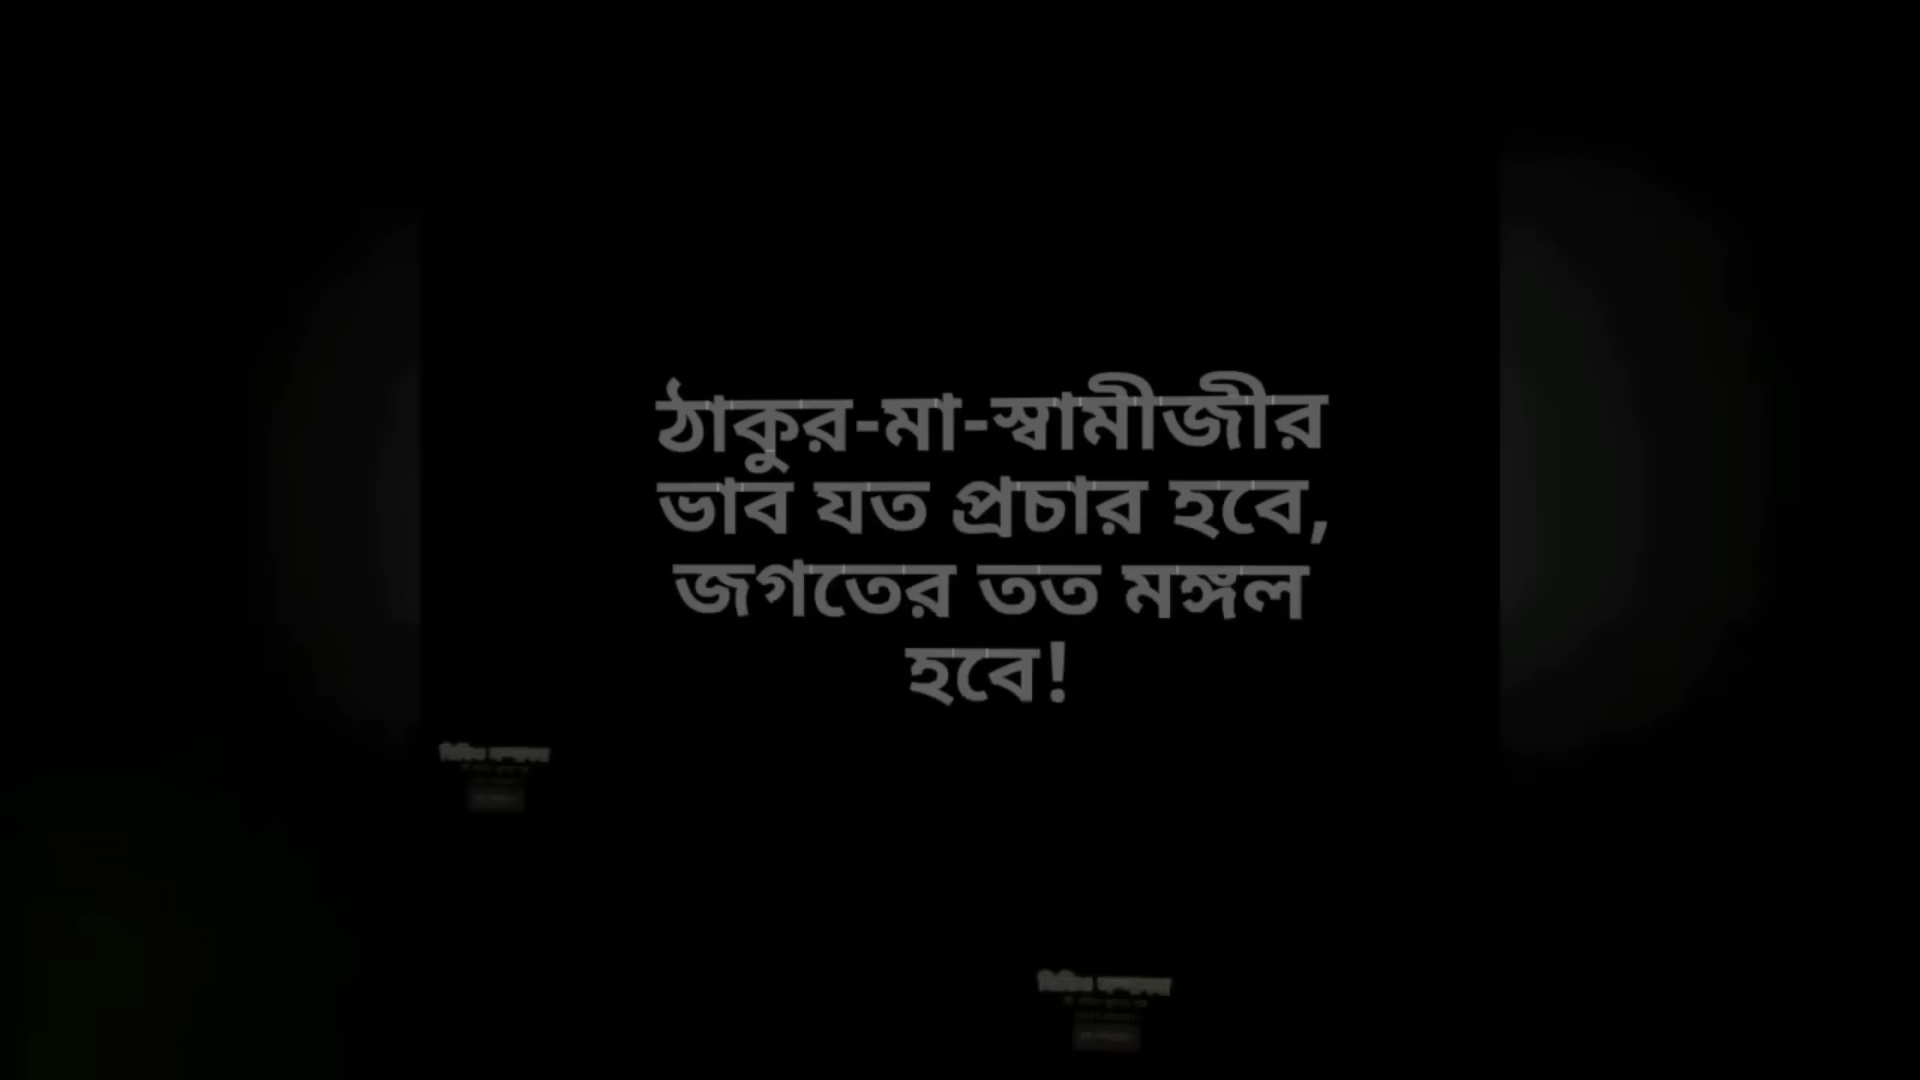 ঠাকুর-মা-স্বামীজীর
ভাব যত প্রচার হবে,
জগতের তত মঙ্গল
হবে!